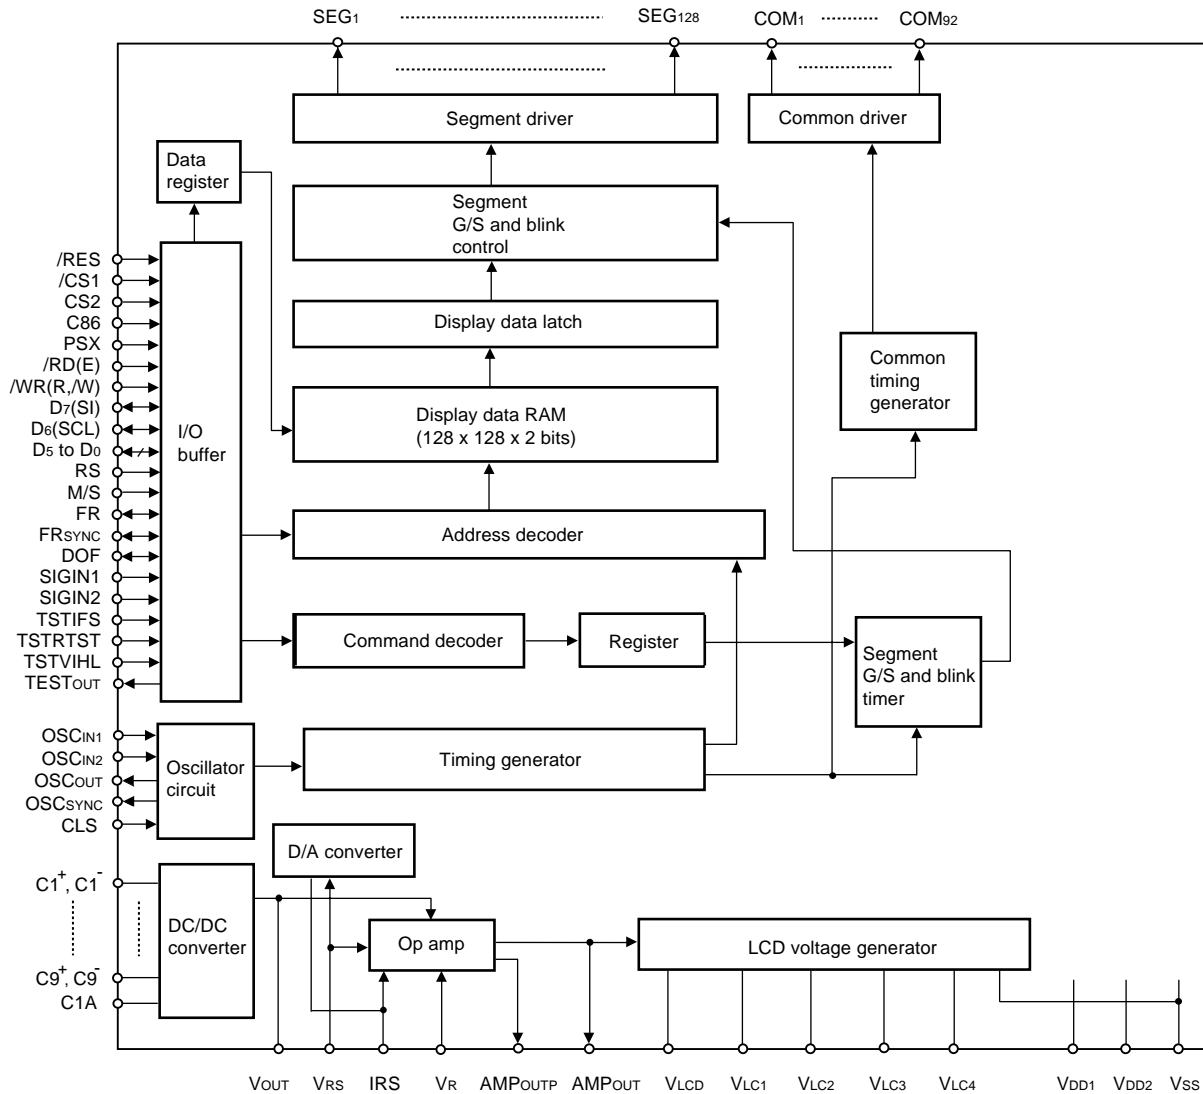 SEG1 SEG128 COM1 COM92
Segment driver
Common driver
Data
register
Segment
G/S and blink
control
/RES
/CS1
CS2
C86
PSX
/RD(E)
/WR(R,/W)
D7(SI)
D6(SCL)
D5 to D0
RS
M/S
FR
FRSYNC
DOF
SIGIN1
SIGIN2
TSTIFS
TSTRTST
TSTVIHL
TESTOUT
I/O
buffer
Display data latch
Common
timing
generator
Display data RAM
(128 x 128 x 2 bits)
Address decoder
Command decoder
Register
Segment
G/S and blink
timer
OSCIN1
OSCIN2
OSCOUT
OSCSYNC
CLS
Oscillator
circuit
Timing generator
D/A converter
C1+, C1-
C9+, C9-
C1A
DC/DC
converter
Op amp
LCD voltage generator
VOUT VRS IRS VR AMPOUTP AMPOUT VLCD VLC1 VLC2 VLC3 VLC4 VDD1 VDD2 VSS